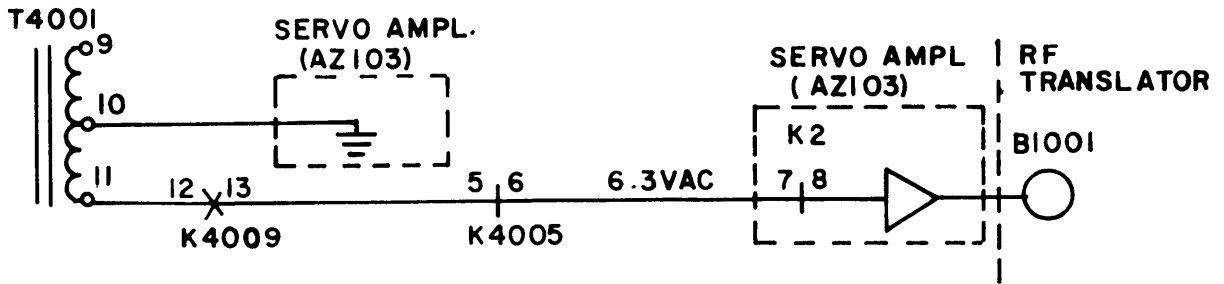 T4001
9
10
11
SERVO AMPL.
(AZ103)
12 13
K4009
5 6
K4005
6.3VAC
SERVO AMPL
(AZ103)
K2
7 8
RF
TRANSLATOR
B1001